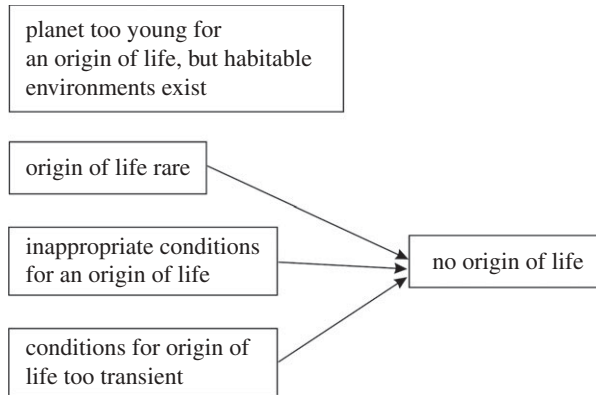 planet too young for
an origin of life, but habitable
environments exist
origin of life rare
inappropriate conditions
for an origin of life
no origin of life
conditions for origin of
life too transient